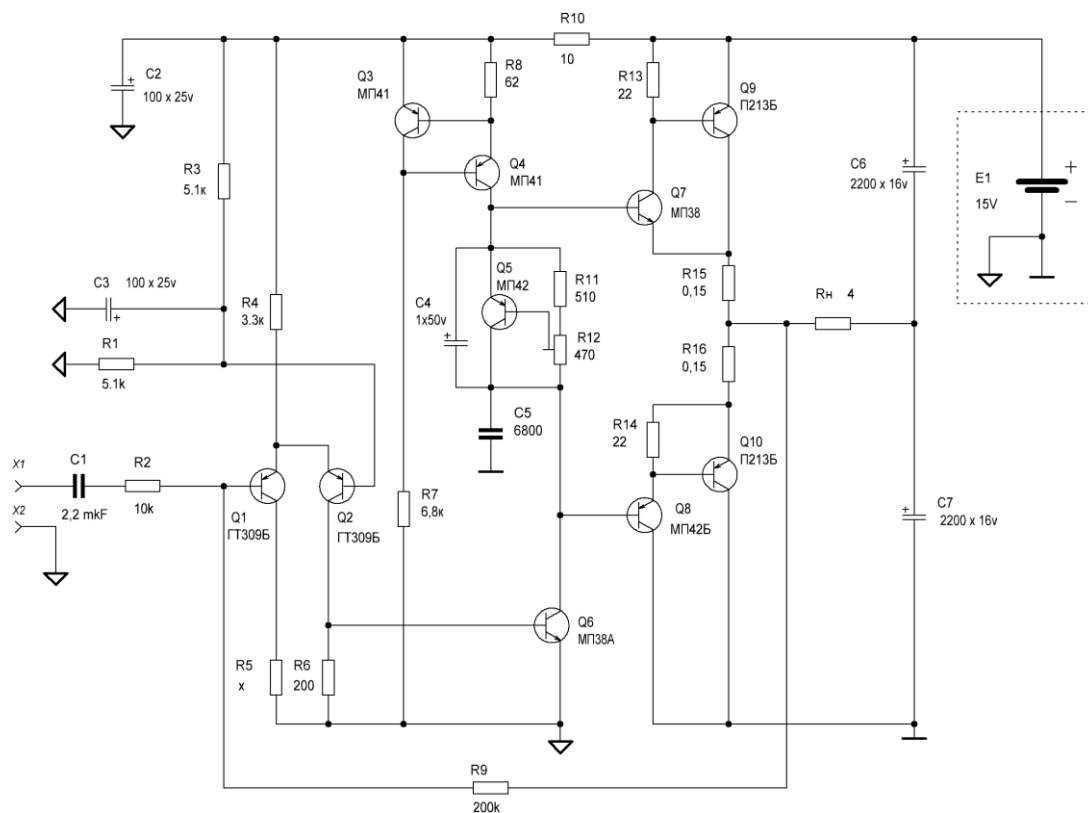 R10
10
C2
100 x 25v
Q3
МП41
R8
62
R13
22
Q9
П213Б
Q4
МП41
R3
5.1к
C6
2200 x 16v
E1
15V
+
−
Q7
МП38
C3
100 x 25v
Q5
МП42
R11
510
R15
0,15
Rн 4
R4
3.3к
C4
1x50v
R12
470
R1
5.1k
R16
0,15
C5
6800
R14
22
Q10
П213Б
X1
C1
2,2 mkF
R2
10k
X2
Q1
ГТ309Б
Q2
ГТ309Б
R7
6,8к
Q8
МП42Б
C7
2200 x 16v
Q6
МП38А
R5
x
R6
200
R9
200k